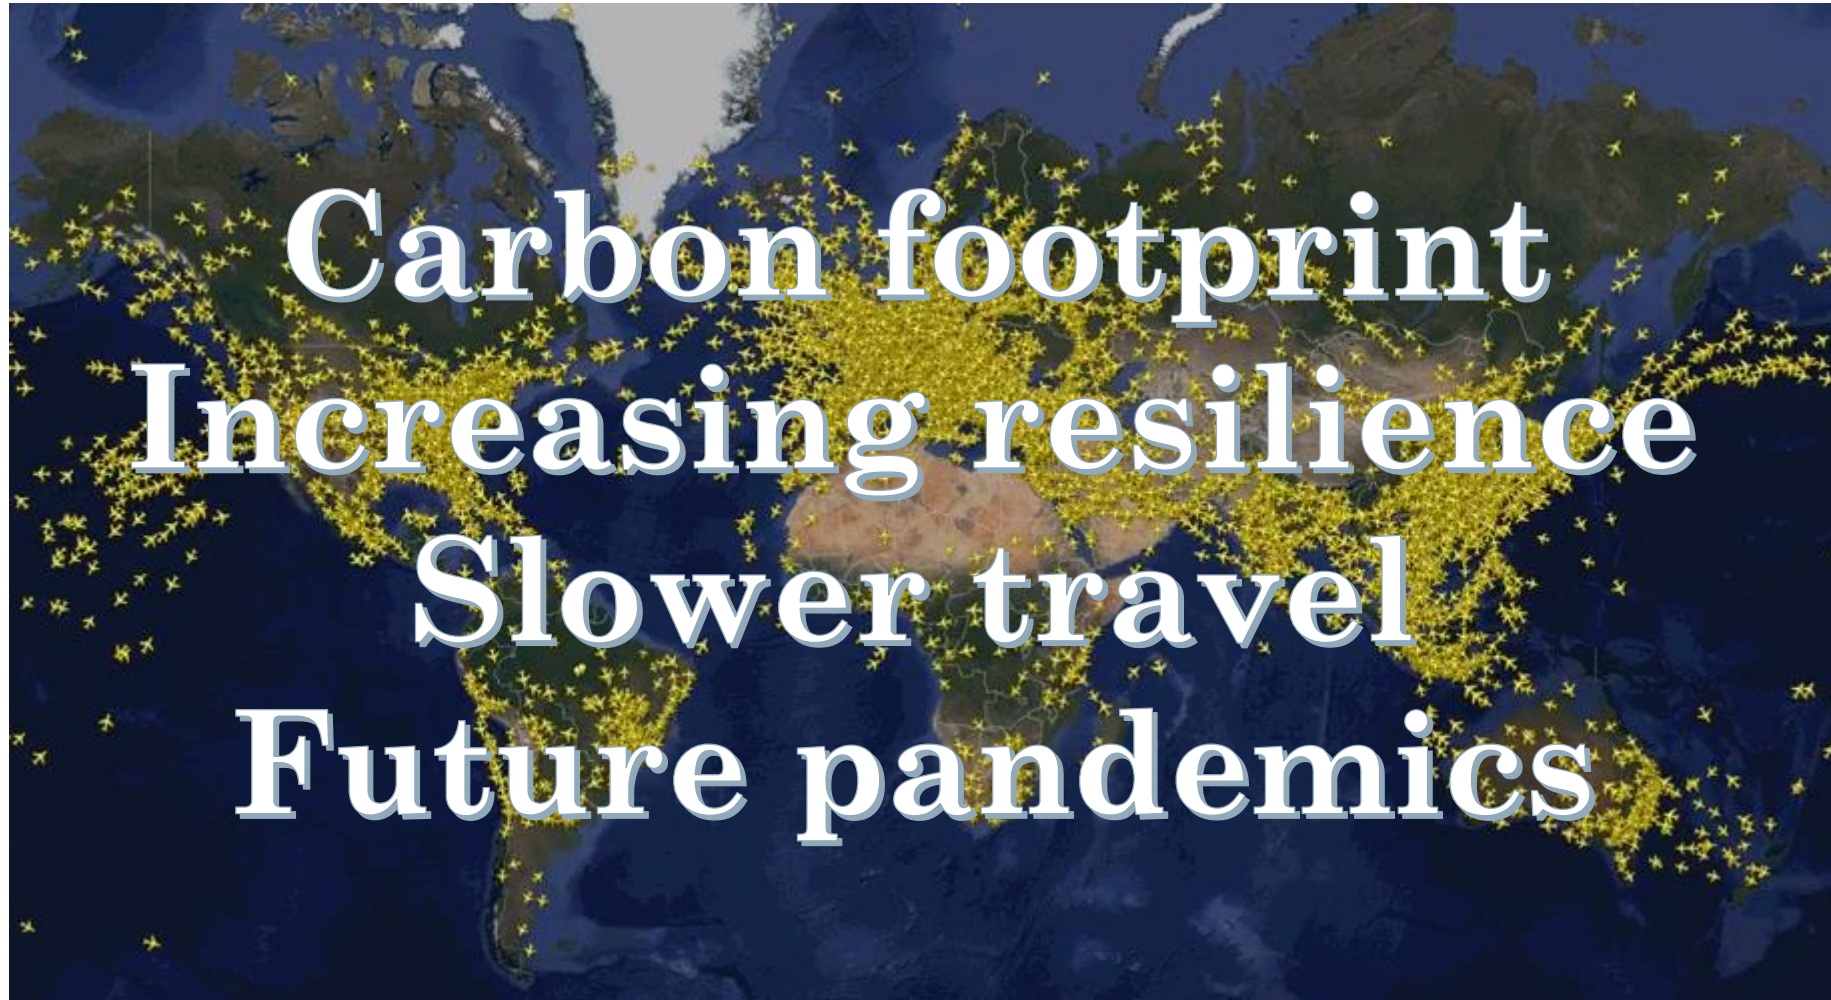 Carbon footprint
Increasing resilience
Slower travel
Future pandemics